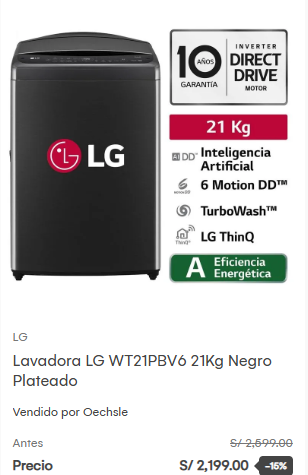 10
AÑOS
GARANTÍA
INVERTER
DIRECT
DRIVE
MOTOR
LG
21 Kg
AI DD™ Inteligencia
Artificial
6 Motion DD™
TurboWash™
ThinQ LG ThinQ
A Eficiencia
Energética
LG
Lavadora LG WT21PBV6 21Kg Negro
Plateado
Vendido por Oechsle
Antes S/ 2,599.00
Precio S/ 2,199.00 -15%